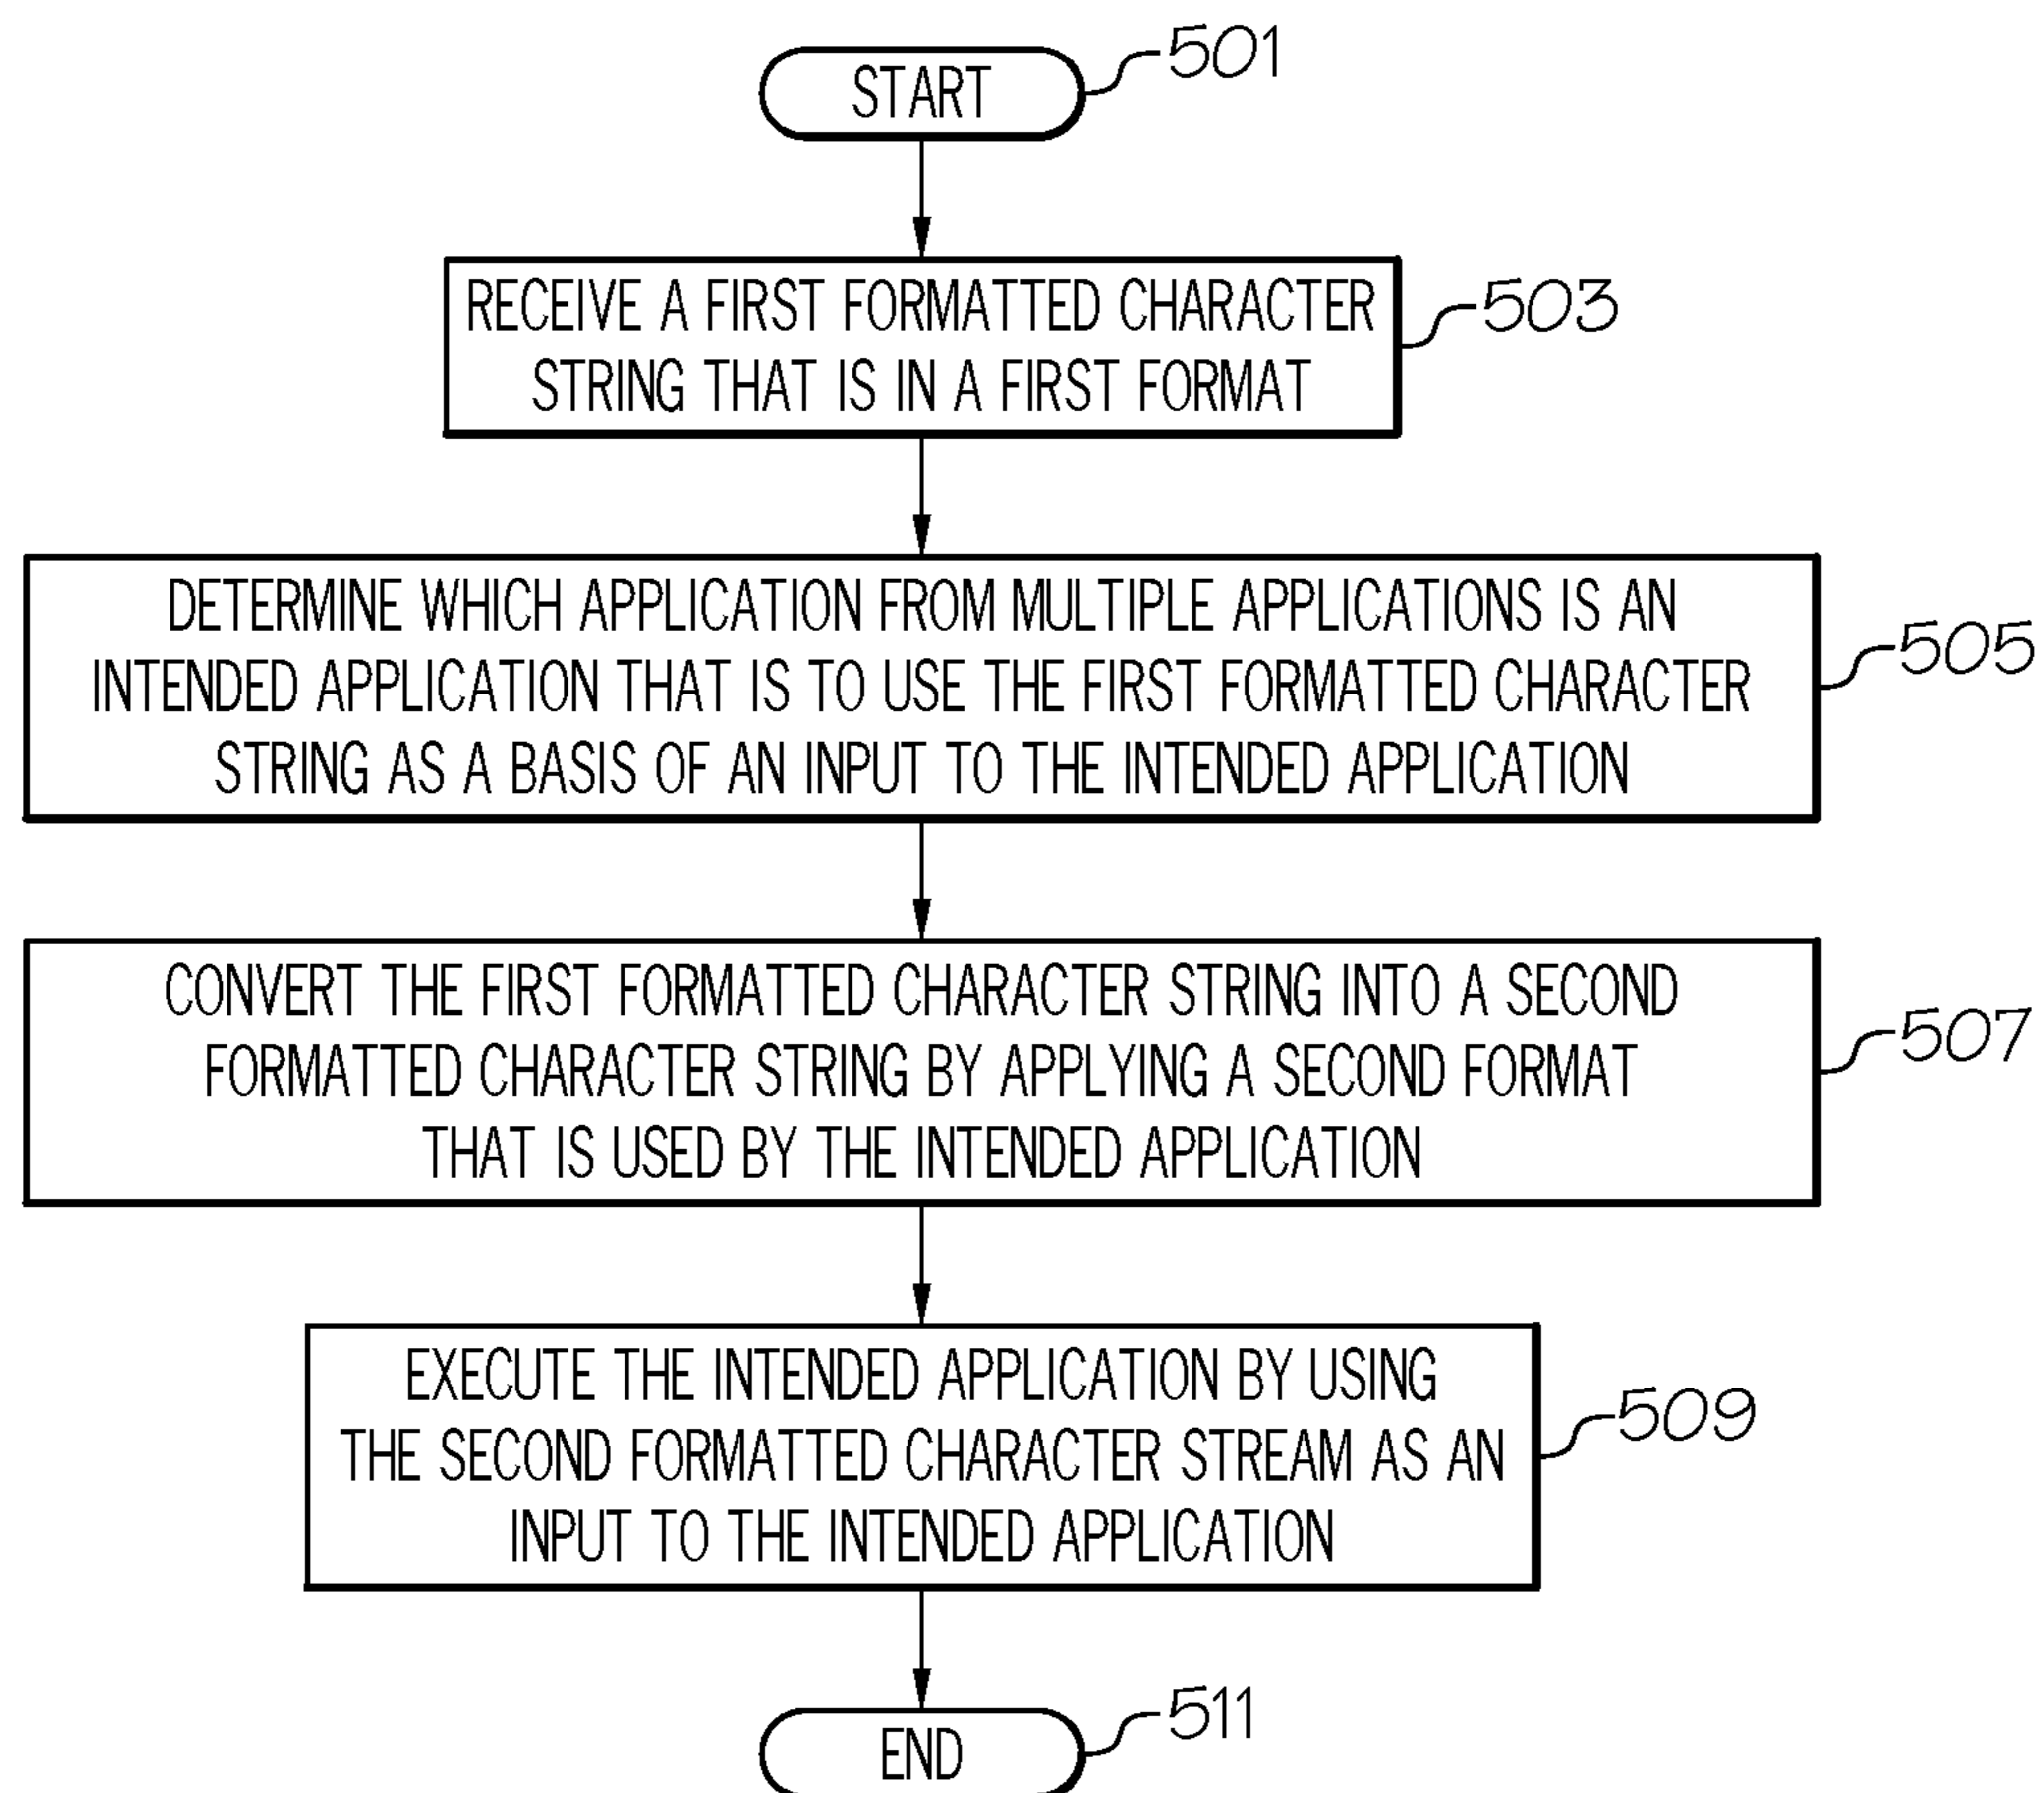 START
501
RECEIVE A FIRST FORMATTED CHARACTER
STRING THAT IS IN A FIRST FORMAT
503
DETERMINE WHICH APPLICATION FROM MULTIPLE APPLICATIONS IS AN
INTENDED APPLICATION THAT IS TO USE THE FIRST FORMATTED CHARACTER
STRING AS A BASIS OF AN INPUT TO THE INTENDED APPLICATION
505
CONVERT THE FIRST FORMATTED CHARACTER STRING INTO A SECOND
FORMATTED CHARACTER STRING BY APPLYING A SECOND FORMAT
THAT IS USED BY THE INTENDED APPLICATION
507
EXECUTE THE INTENDED APPLICATION BY USING
THE SECOND FORMATTED CHARACTER STREAM AS AN
INPUT TO THE INTENDED APPLICATION
509
END
511